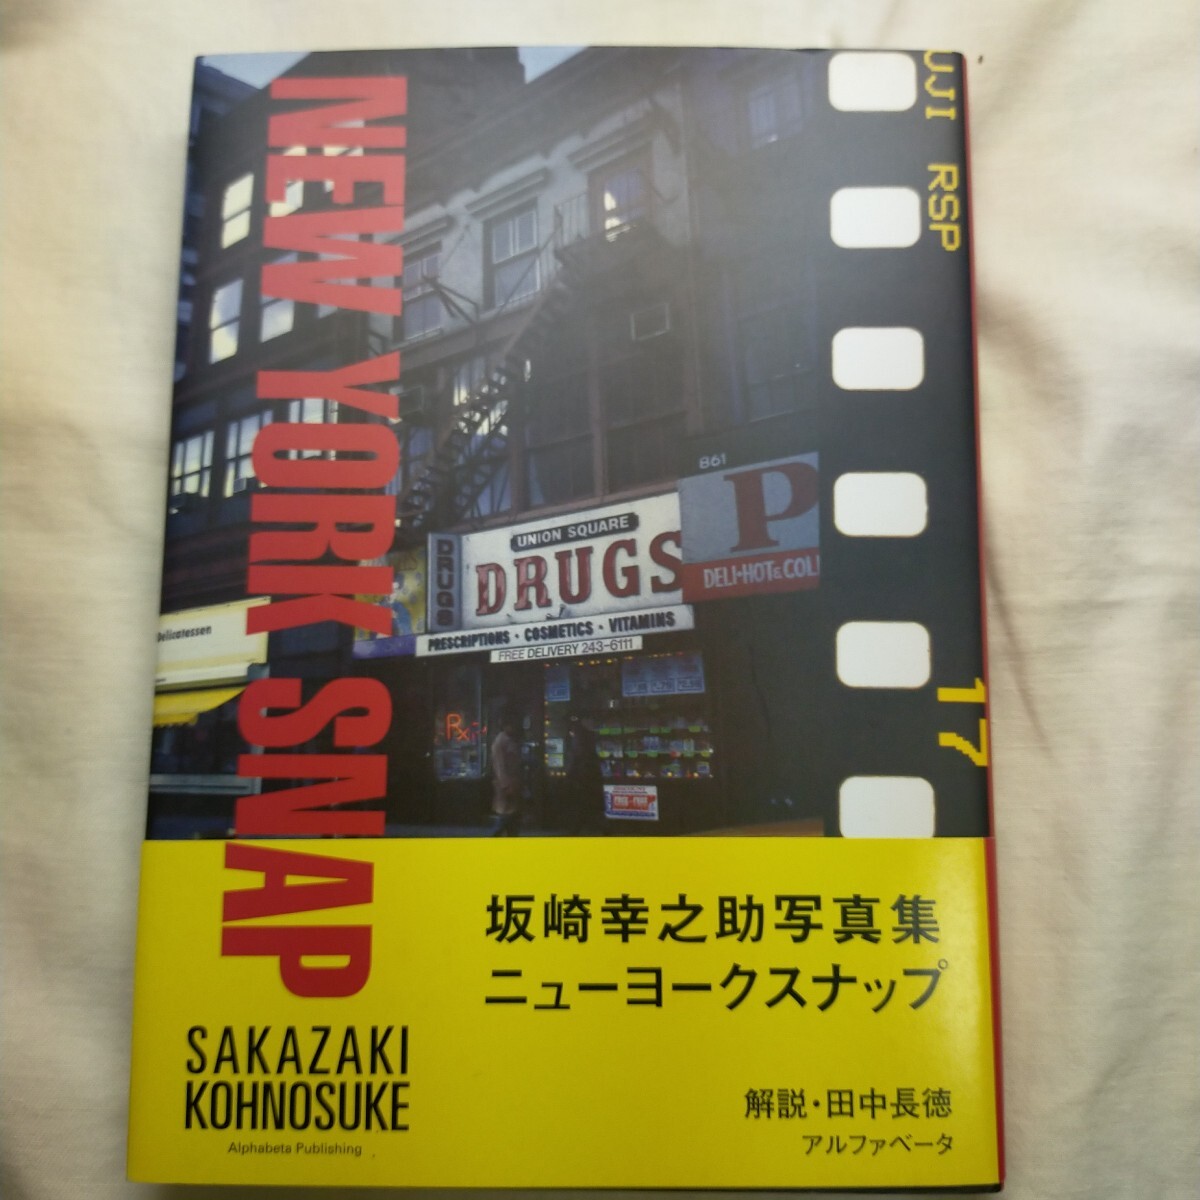 NEW YORK SNAP
UJI RSP
17
861
P
DELI·HOT&COL
UNION SQUARE
DRUGS
DRUGS
PRESCRIPTIONS · COSMETICS · VITAMINS
FREE DELIVERY 243-6111
Delicatessen
Rx
坂崎幸之助写真集
ニューヨークスナップ
SAKAZAKI
KOHNOSUKE
Alphabeta Publishing
解説・田中長徳
アルファベータ